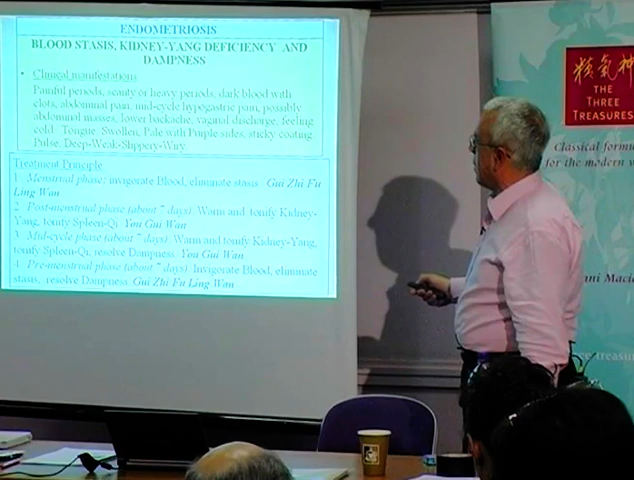 ENDOMETRIOSIS
BLOOD STASIS, KIDNEY-YANG DEFICIENCY AND
DAMPNESS
• Clinical manifestations
Painful periods, scanty or heavy periods, dark blood with
clots, abdominal pain, mid-cycle hypogastric pain, possibly
abdominal masses, lower backache, vaginal discharge, feeling
cold. Tongue: Swollen, Pale with Purple sides, sticky coating.
Pulse: Deep-Weak-Slippery-Wiry.
Treatment Principle
1. Menstrual phase: invigorate Blood, eliminate stasis. Gui Zhi Fu
Ling Wan
2. Post-menstrual phase (about 7 days): Warm and tonify Kidney-
Yang, tonify Spleen-Qi. You Gui Wan
3. Mid-cycle phase (about 7 days): Warm and tonify Kidney-Yang,
tonify Spleen-Qi, resolve Dampness. You Gui Wan
4. Pre-menstrual phase (about 7 days): Invigorate Blood, eliminate
stasis, resolve Dampness. Gui Zhi Fu Ling Wan
精氣神
THE
THREE
TREASURES
Classical formu
for the modern w
ni Macio
ee treasur